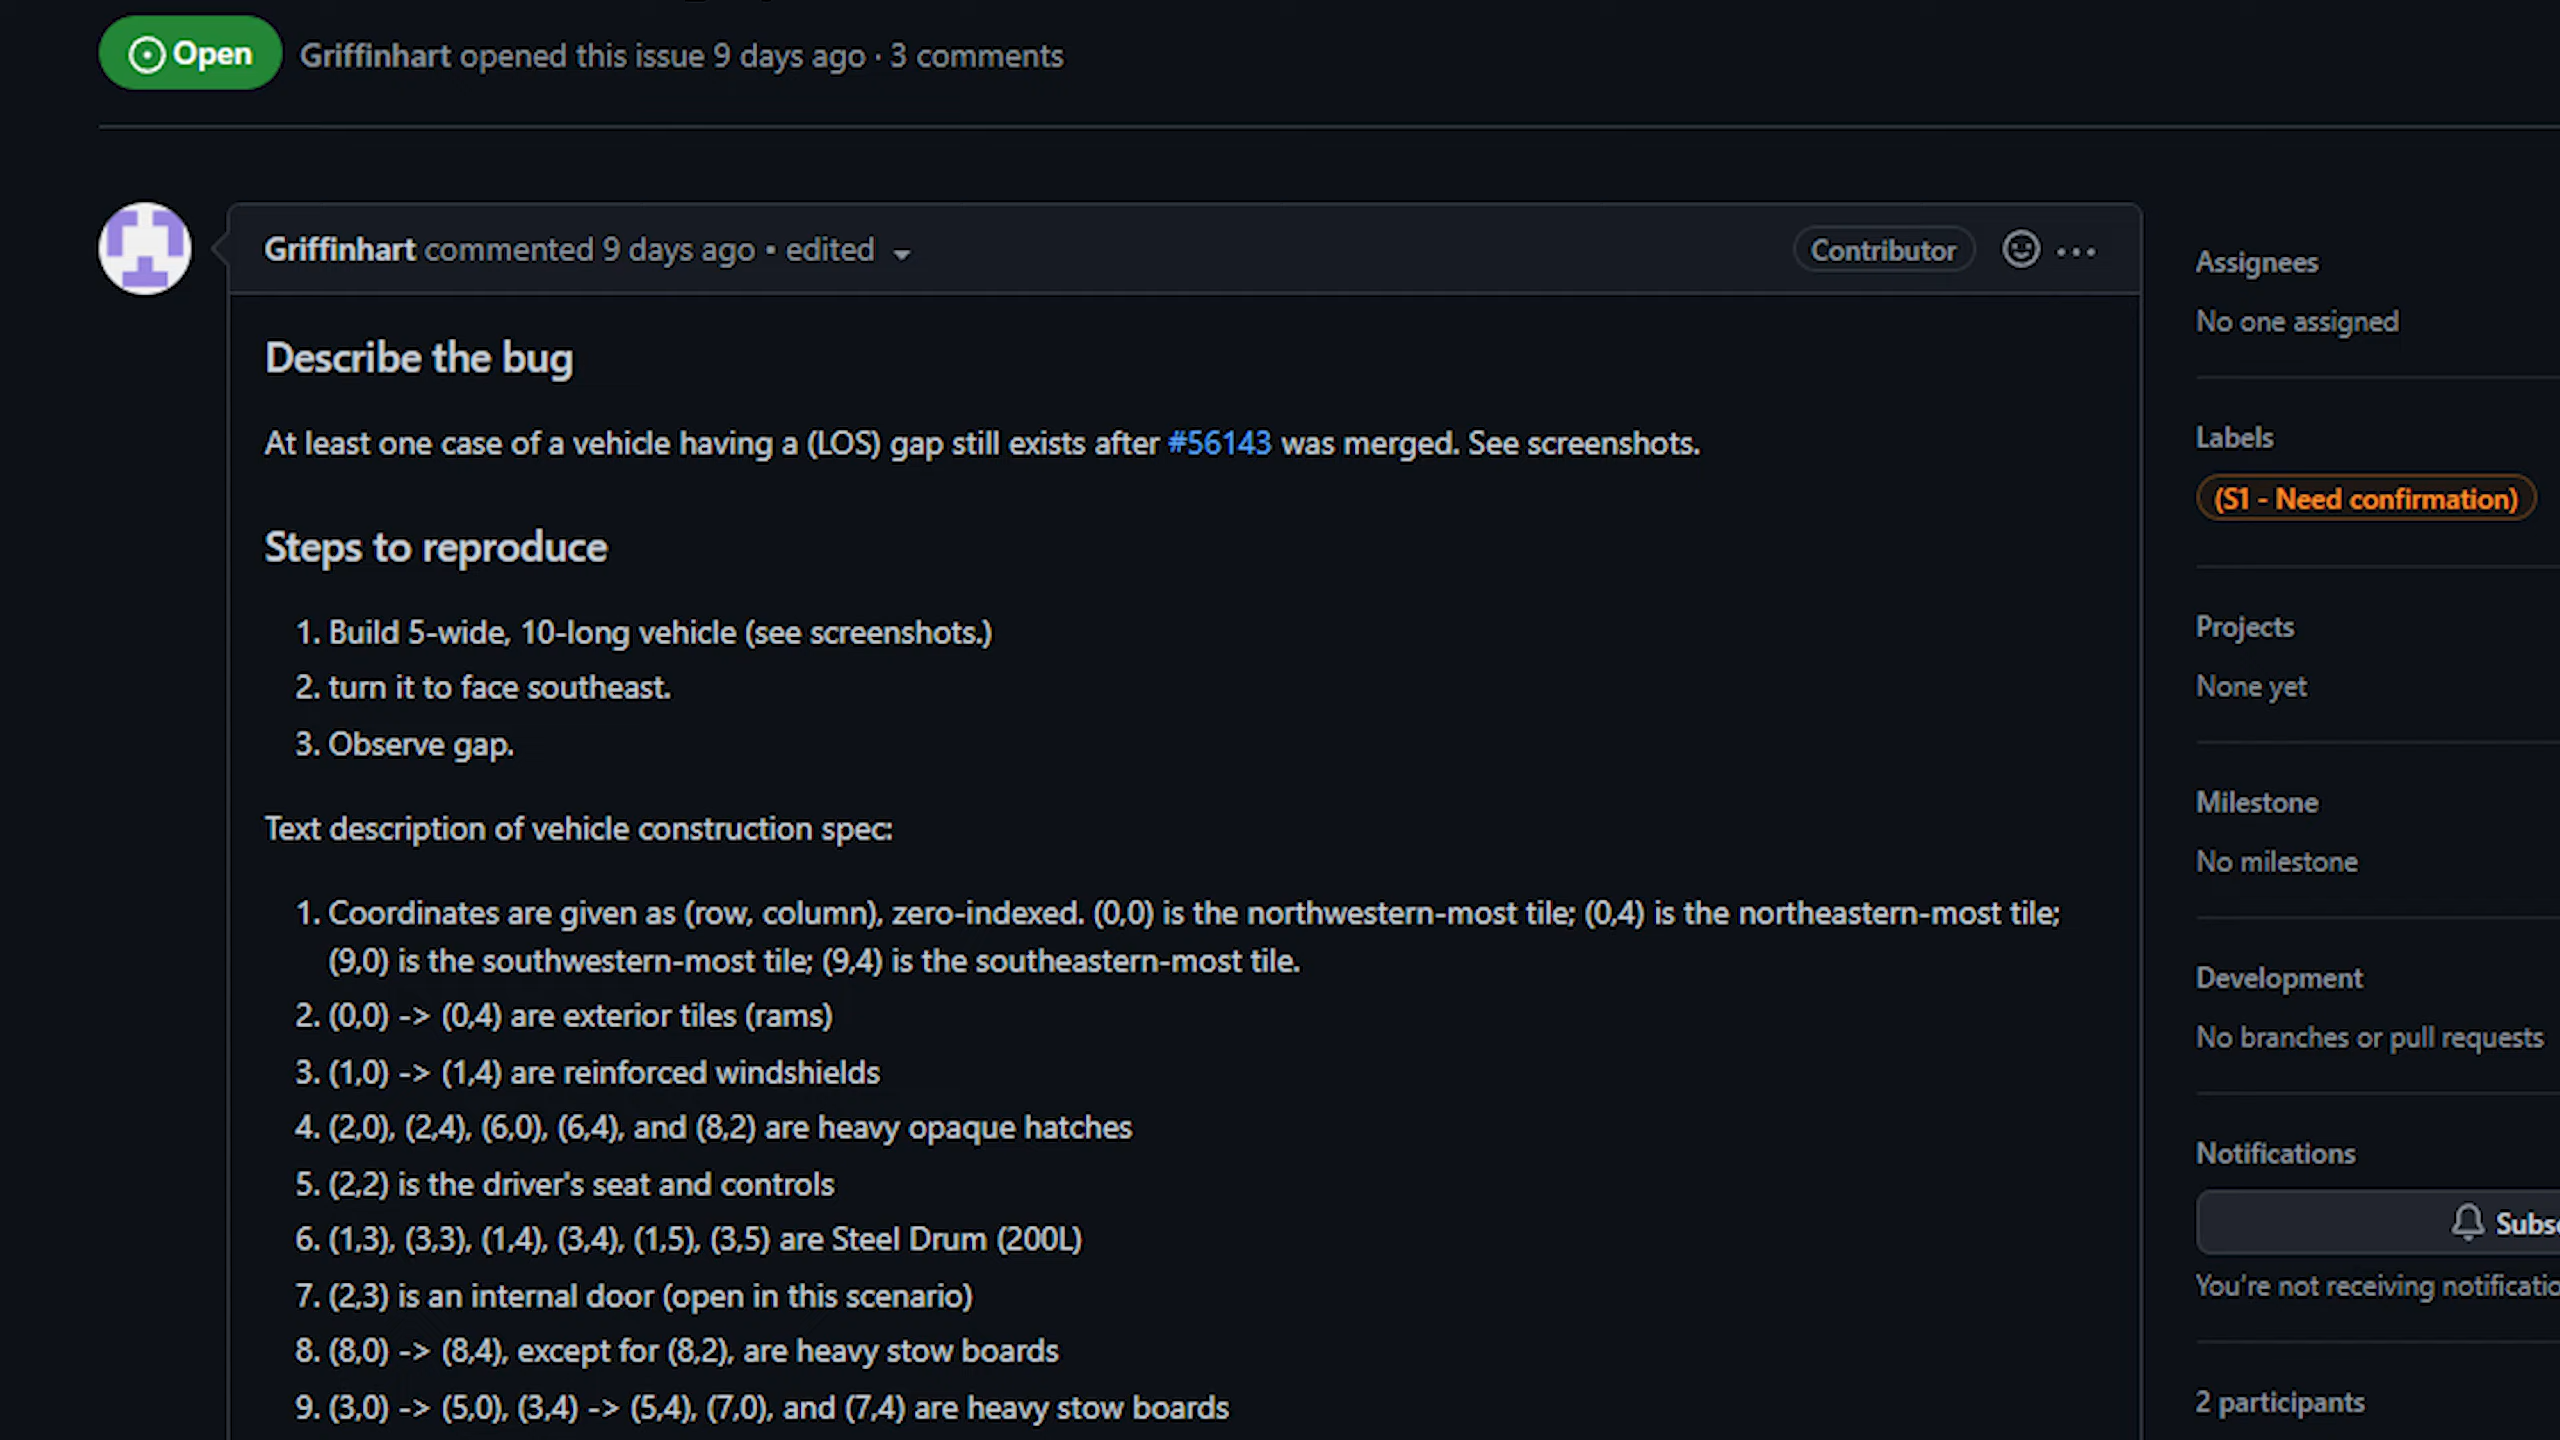 Open
Griffinhart opened this issue 9 days ago · 3 comments
Griffinhart commented 9 days ago • edited
Contributor
Describe the bug
At least one case of a vehicle having a (LOS) gap still exists after #56143 was merged. See screenshots.
Steps to reproduce
1. Build 5-wide, 10-long vehicle (see screenshots.)
2. turn it to face southeast.
3. Observe gap.
Text description of vehicle construction spec:
1. Coordinates are given as (row, column), zero-indexed. (0,0) is the northwestern-most tile; (0,4) is the northeastern-most tile;
(9,0) is the southwestern-most tile; (9,4) is the southeastern-most tile.
2. (0,0) -> (0,4) are exterior tiles (rams)
3. (1,0) -> (1,4) are reinforced windshields
4. (2,0), (2,4), (6,0), (6,4), and (8,2) are heavy opaque hatches
5. (2,2) is the driver's seat and controls
6. (1,3), (3,3), (1,4), (3,4), (1,5), (3,5) are Steel Drum (200L)
7. (2,3) is an internal door (open in this scenario)
8. (8,0) -> (8,4), except for (8,2), are heavy stow boards
9. (3,0) -> (5,0), (3,4) -> (5,4), (7,0), and (7,4) are heavy stow boards
Assignees
No one assigned
Labels
(S1 - Need confirmation)
Projects
None yet
Milestone
No milestone
Development
No branches or pull requests
Notifications
You're not receiving
2 participants